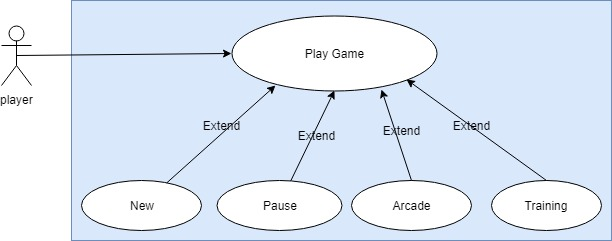 Play Game
player
Extend
Extend
Extend
Extend
New
Pause
Arcade
Training